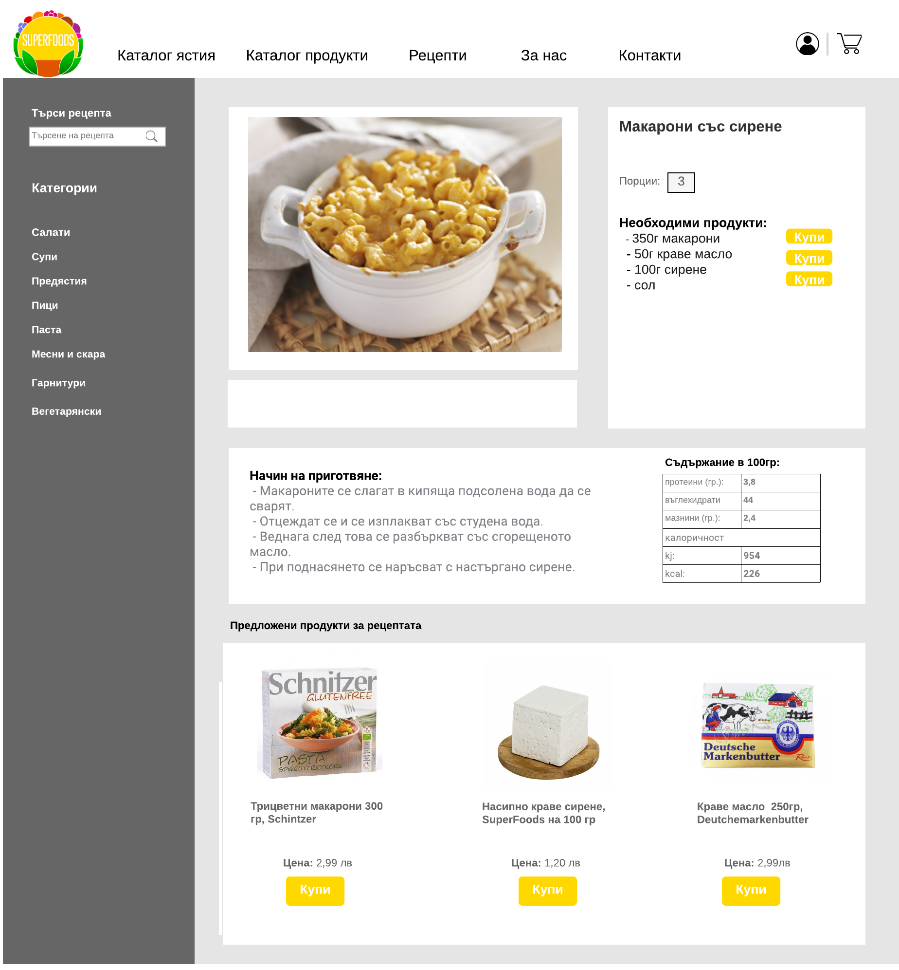 SUPERFOODS
Каталог ястия
Каталог продукти
Рецепти
За нас
Контакти
Търси рецепта
Търсене на рецепта
Категории
Салати
Супи
Предястия
Пици
Паста
Месни и скара
Гарнитури
Вегетариянски
Макарони със сирене
Порции: 3
Необходими продукти:
- 350г макарони Купи
- 50г краве масло Купи
- 100г сирене Купи
- сол
Начин на приготвяне:
- Макароните се слагат в кипяща подсолена вода да се
сварят.
- Отцеждат се и се изплакват със студена вода.
- Веднага след това се разбъркват със сгорещеното
масло.
- При поднасянето се наръсват с настъргано сирене.
Съдържание в 100гр:
протеини (гр.): 3,8
въглехидрати 44
мазнини (гр.): 2,4
калоричност
kj: 954
kcal: 226
Предложени продукти за рецептата
Schnitzer
GLUTENFREE
PASTA
Deutsche
Markenbutter
Трицветни макарони 300
гр, Schintzer
Цена: 2,99 лв
Купи
Насипно краве сирене,
SuperFoods на 100 гр
Цена: 1,20 лв
Купи
Краве масло 250гр,
Deutchemarkenbutter
Цена: 2,99лв
Купи